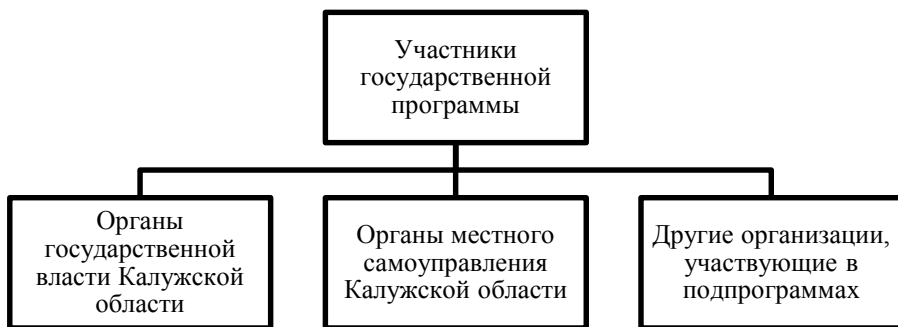 Участники
государственной
программы
Органы
государственной
власти Калужской
области
Органы местного
самоуправления
Калужской области
Другие организации,
участвующие в
подпрограммах